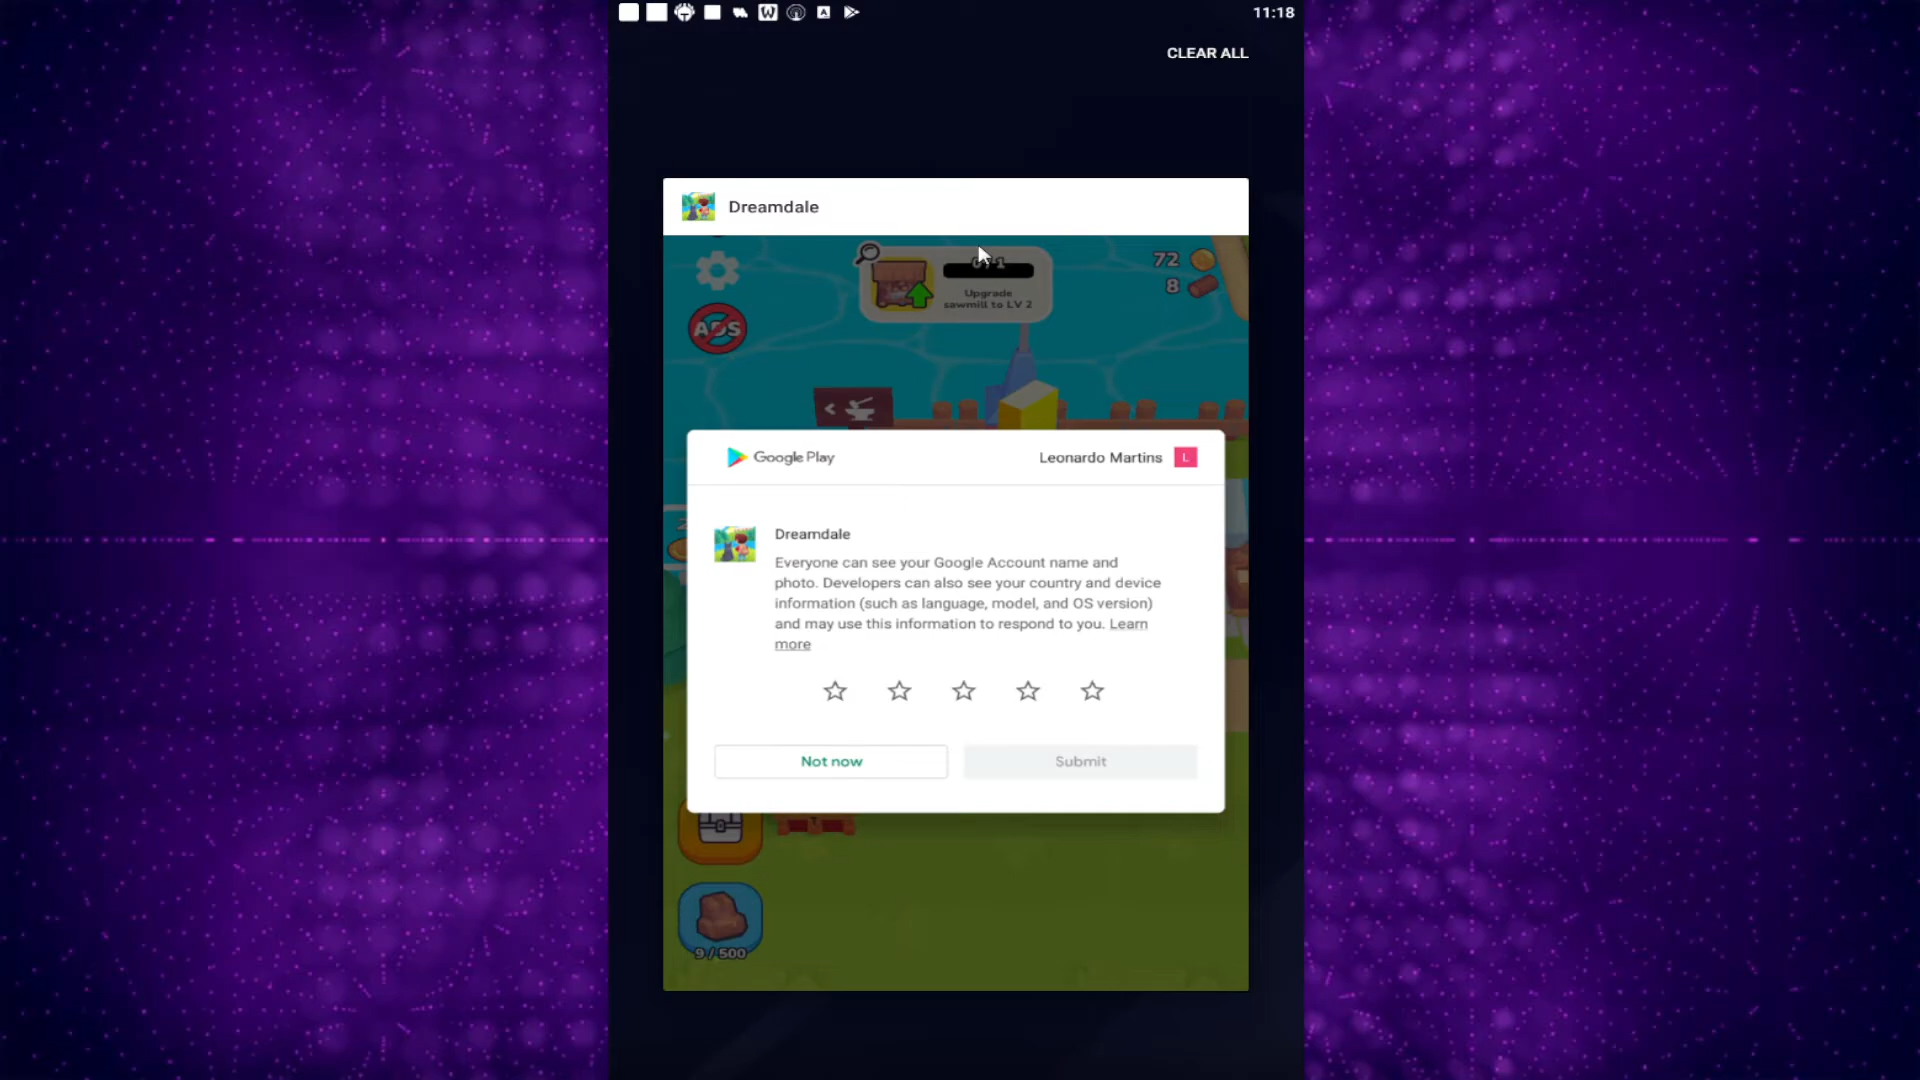 11:18
CLEAR ALL
Dreamdale
72
8
Upgrade
sawmill to LV 2
ADS
Google Play
Leonardo Martins
L
Dreamdale
Everyone can see your Google Account name and
photo. Developers can also see your country and device
information (such as language, model, and OS version)
and may use this information to respond to you. Learn
more
Not now
Submit
9 / 500